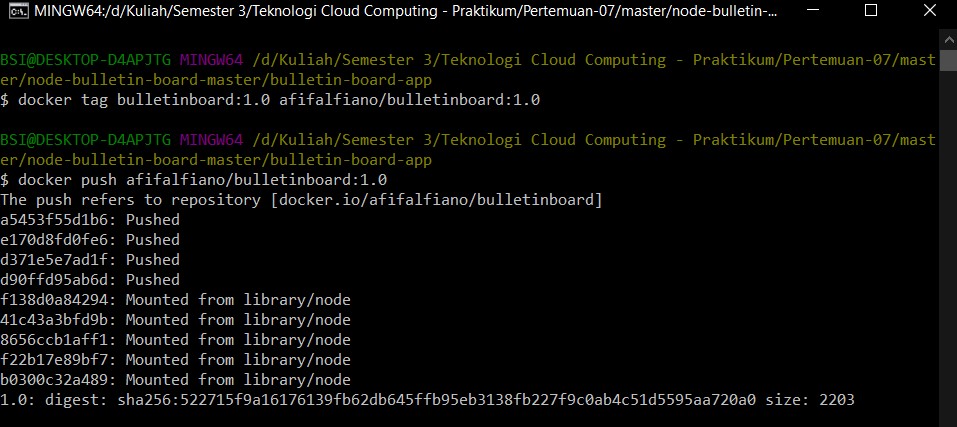 MINGW64:/d/Kuliah/Semester 3/Teknologi Cloud Computing - Praktikum/Pertemuan-07/master/node-bulletin-...
BSI@DESKTOP-D4APJTG MINGW64 /d/Kuliah/Semester 3/Teknologi Cloud Computing - Praktikum/Pertemuan-07/mast
er/node-bulletin-board-master/bulletin-board-app
$ docker tag bulletinboard:1.0 afifalfiano/bulletinboard:1.0
BSI@DESKTOP-D4APJTG MINGW64 /d/Kuliah/Semester 3/Teknologi Cloud Computing - Praktikum/Pertemuan-07/mast
er/node-bulletin-board-master/bulletin-board-app
$ docker push afifalfiano/bulletinboard:1.0
The push refers to repository [docker.io/afifalfiano/bulletinboard]
a5453f55d1b6: Pushed
e170d8fd0fe6: Pushed
d371e5e7ad1f: Pushed
d90ffd95ab6d: Pushed
f138d0a84294: Mounted from library/node
41c43a3bfd9b: Mounted from library/node
8656ccb1aff1: Mounted from library/node
f22b17e89bf7: Mounted from library/node
b0300c32a489: Mounted from library/node
1.0: digest: sha256:522715f9a16176139fb62db645ffb95eb3138fb227f9c0ab4c51d5595aa720a0 size: 2203